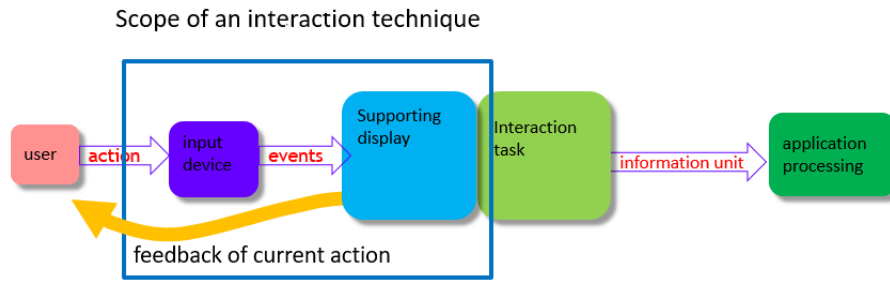 Scope of an interaction technique
user
action
input
device
events
Supporting
display
Interaction
task
information unit
application
processing
feedback of current action